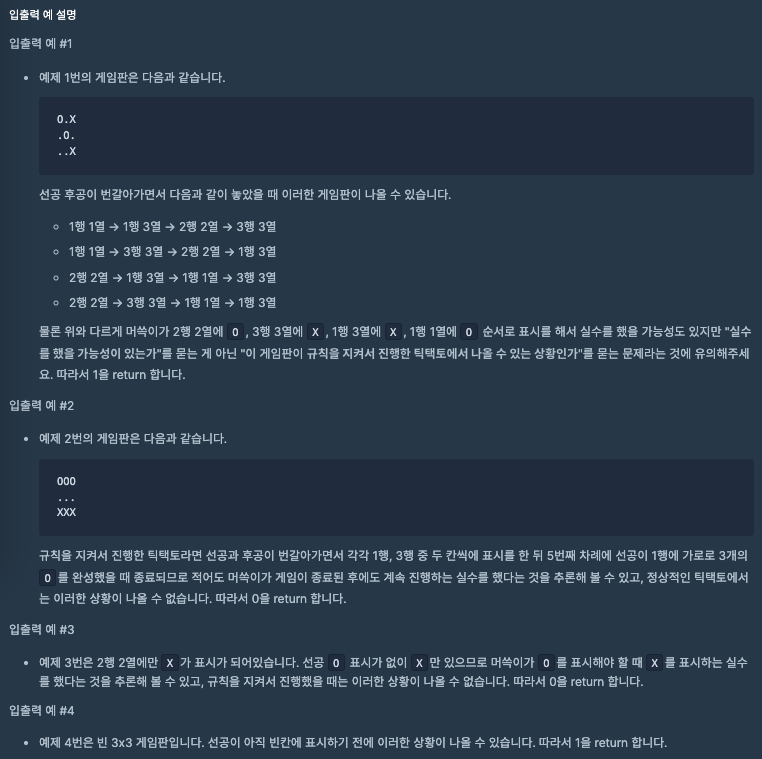 입출력 예 설명
입출력 예 #1
• 예제 1번의 게임판은 다음과 같습니다.
O.X
.O.
..X
선공 후공이 번갈아가면서 다음과 같이 놓았을 때 이러한 게임판이 나올 수 있습니다.
◦ 1행 1열 → 1행 3열 → 2행 2열 → 3행 3열
◦ 1행 1열 → 3행 3열 → 2행 2열 → 1행 3열
◦ 2행 2열 → 1행 3열 → 1행 1열 → 3행 3열
◦ 2행 2열 → 3행 3열 → 1행 1열 → 1행 3열
물론 위와 다르게 머쓱이가 2행 2열에 O, 3행 3열에 X, 1행 3열에 X, 1행 1열에 O 순서로 표시를 해서 실수를 했을 가능성도 있지만 "실수
를 했을 가능성이 있는가"를 묻는 게 아닌 "이 게임판이 규칙을 지켜서 진행한 틱택토에서 나올 수 있는 상황인가"를 묻는 문제라는 것에 유의해주세
요. 따라서 1을 return 합니다.
입출력 예 #2
• 예제 2번의 게임판은 다음과 같습니다.
OOO
...
XXX
규칙을 지켜서 진행한 틱택토라면 선공과 후공이 번갈아가면서 각각 1행, 3행 중 두 칸씩에 표시를 한 뒤 5번째 차례에 선공이 1행에 가로로 3개의
O를 완성했을 때 종료되므로 적어도 머쓱이가 게임이 종료된 후에도 계속 진행하는 실수를 했다는 것을 추론해 볼 수 있고, 정상적인 틱택토에서
는 이러한 상황이 나올 수 없습니다. 따라서 0을 return 합니다.
입출력 예 #3
• 예제 3번은 2행 2열에만 X가 표시가 되어있습니다. 선공 O 표시가 없이 X만 있으므로 머쓱이가 O를 표시해야 할 때 X를 표시하는 실수
를 했다는 것을 추론해 볼 수 있고, 규칙을 지켜서 진행했을 때는 이러한 상황이 나올 수 없습니다. 따라서 0을 return 합니다.
입출력 예 #4
• 예제 4번은 빈 3x3 게임판입니다. 선공이 아직 빈칸에 표시하기 전에 이러한 상황이 나올 수 있습니다. 따라서 1을 return 합니다.